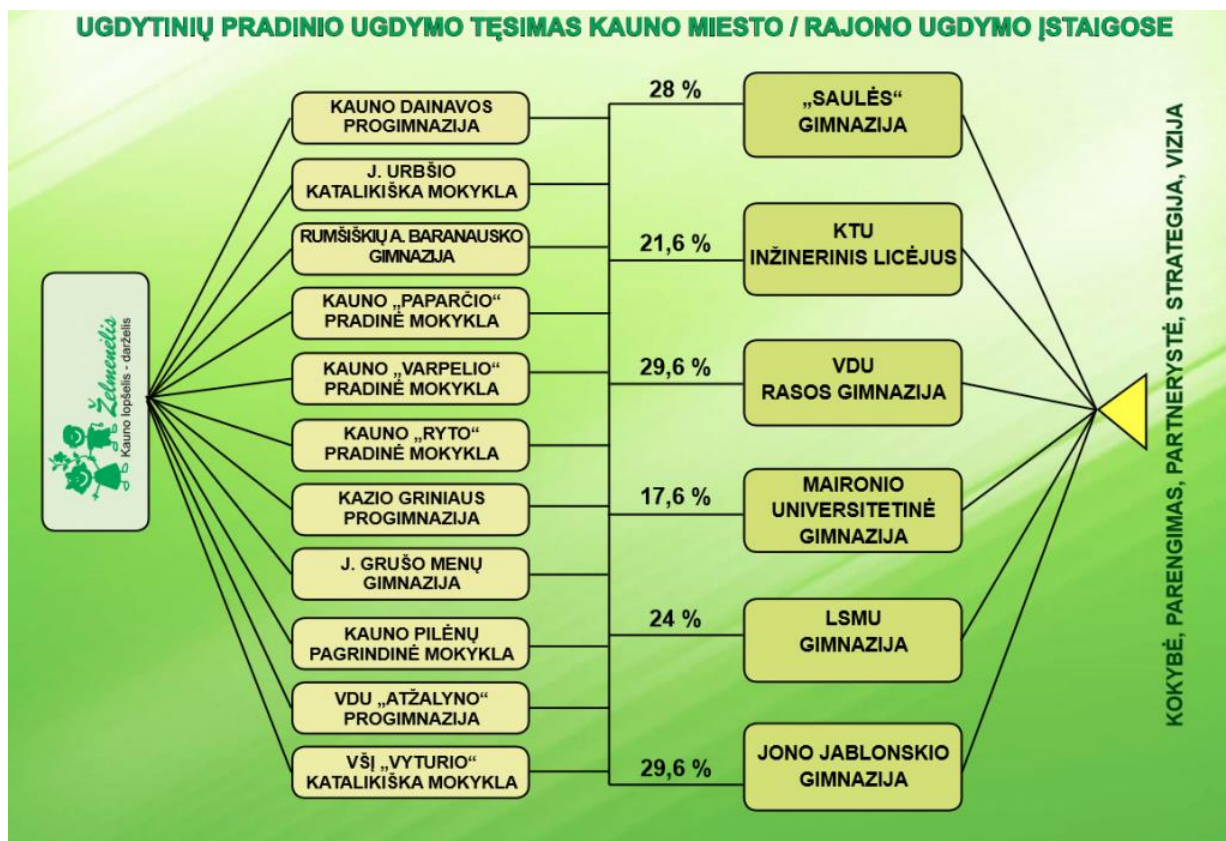 UGDYTINIŲ PRADINIO UGDYMO TĘSIMAS KAUNO MIESTO / RAJONO UGDYMO ĮSTAIGOSE
Želmenėlis
Kauno lopšelis - darželis
KAUNO DAINAVOS
PROGIMNAZIJA
J. URBŠIO
KATALIKIŠKA MOKYKLA
RUMŠIŠKIŲ A. BARANAUSKO
GIMNAZIJA
KAUNO „PAPARČIO“
PRADINĖ MOKYKLA
KAUNO „VARPELIO“
PRADINĖ MOKYKLA
KAUNO „RYTO“
PRADINĖ MOKYKLA
KAZIO GRINIAUS
PROGIMNAZIJA
J. GRUŠO MENŲ
GIMNAZIJA
KAUNO PILĖNŲ
PAGRINDINĖ MOKYKLA
VDU „ATŽALYNO“
PROGIMNAZIJA
VŠĮ „VYTURIO“
KATALIKIŠKA MOKYKLA
28 %
„SAULĖS“
GIMNAZIJA
21,6 %
KTU
INŽINERINIS LICĖJUS
29,6 %
VDU
RASOS GIMNAZIJA
17,6 %
MAIRONIO
UNIVERSITETINĖ
GIMNAZIJA
24 %
LSMU
GIMNAZIJA
29,6 %
JONO JABLONSKIO
GIMNAZIJA
KOKYBĖ, PARENGIMAS, PARTNERYSTĖ, STRATEGIJA, VIZIJA